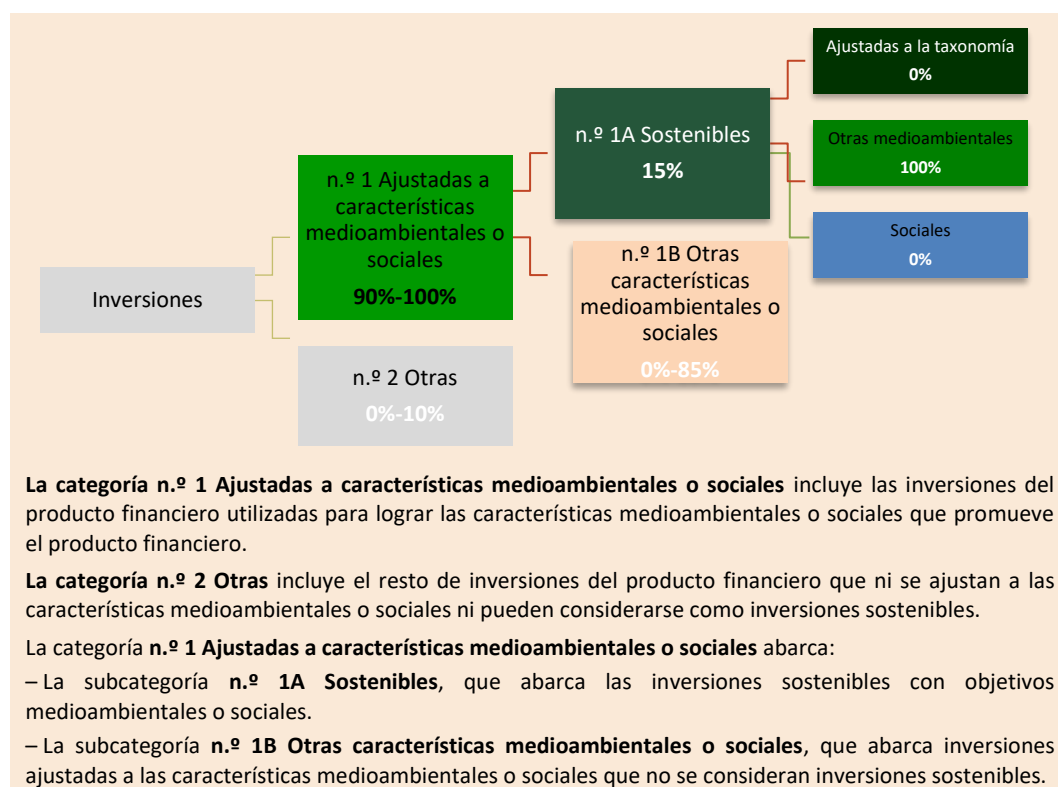 Inversiones
n.º 1 Ajustadas a
características
medioambientales o
sociales
90%-100%
n.º 2 Otras
0%-10%
n.º 1A Sostenibles
15%
n.º 1B Otras
características
medioambientales o
sociales
0%-85%
Ajustadas a la taxonomía
0%
Otras medioambientales
100%
Sociales
0%
La categoría n.º 1 Ajustadas a características medioambientales o sociales incluye las inversiones del
producto financiero utilizadas para lograr las características medioambientales o sociales que promueve
el producto financiero.
La categoría n.º 2 Otras incluye el resto de inversiones del producto financiero que ni se ajustan a las
características medioambientales o sociales ni pueden considerarse como inversiones sostenibles.
La categoría n.º 1 Ajustadas a características medioambientales o sociales abarca:
– La subcategoría n.º 1A Sostenibles, que abarca las inversiones sostenibles con objetivos
medioambientales o sociales.
– La subcategoría n.º 1B Otras características medioambientales o sociales, que abarca inversiones
ajustadas a las características medioambientales o sociales que no se consideran inversiones sostenibles.